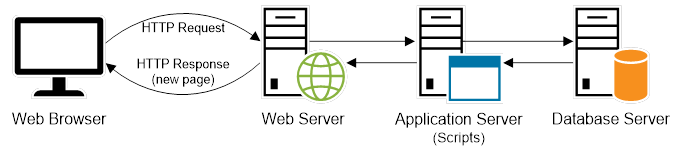 HTTP Request
HTTP Response
(new page)
Web Browser
Web Server
Application Server
(Scripts)
Database Server